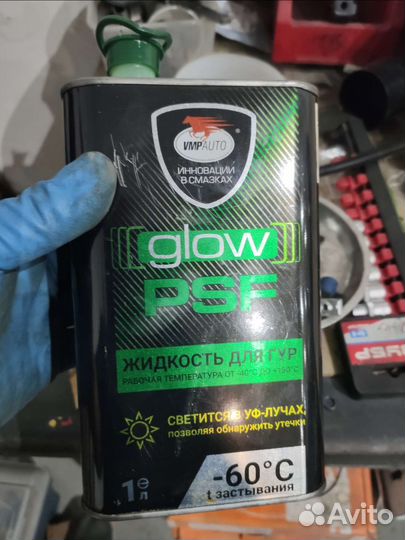 VMPAUTO
ИННОВАЦИИ
В СМАЗКАХ
glow
PSF
ЖИДКОСТЬ ДЛЯ ГУР
РАБОЧАЯ ТЕМПЕРАТУРА ОТ -40°C ДО +150°C
СВЕТИТСЯ В УФ-ЛУЧАХ,
позволяя обнаружить утечки
-60°C
t застывания
1 л
Avito